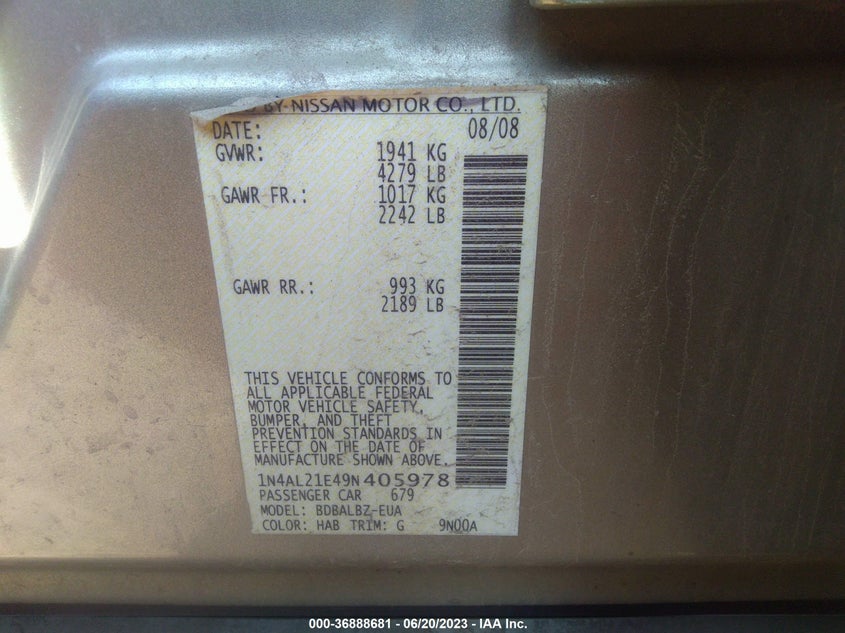 BY NISSAN MOTOR CO., LTD.
DATE: 08/08
GVWR: 1941 KG
4279 LB
GAWR FR.: 1017 KG
2242 LB
GAWR RR.: 993 KG
2189 LB
THIS VEHICLE CONFORMS TO
ALL APPLICABLE FEDERAL
MOTOR VEHICLE SAFETY,
BUMPER, AND THEFT
PREVENTION STANDARDS IN
EFFECT ON THE DATE OF
MANUFACTURE SHOWN ABOVE.
1N4AL21E49N405978
PASSENGER CAR 679
MODEL: BDBALBZ-EUA
COLOR: HAB TRIM: G 9N00A
000-36888681 - 06/20/2023 - IAA Inc.